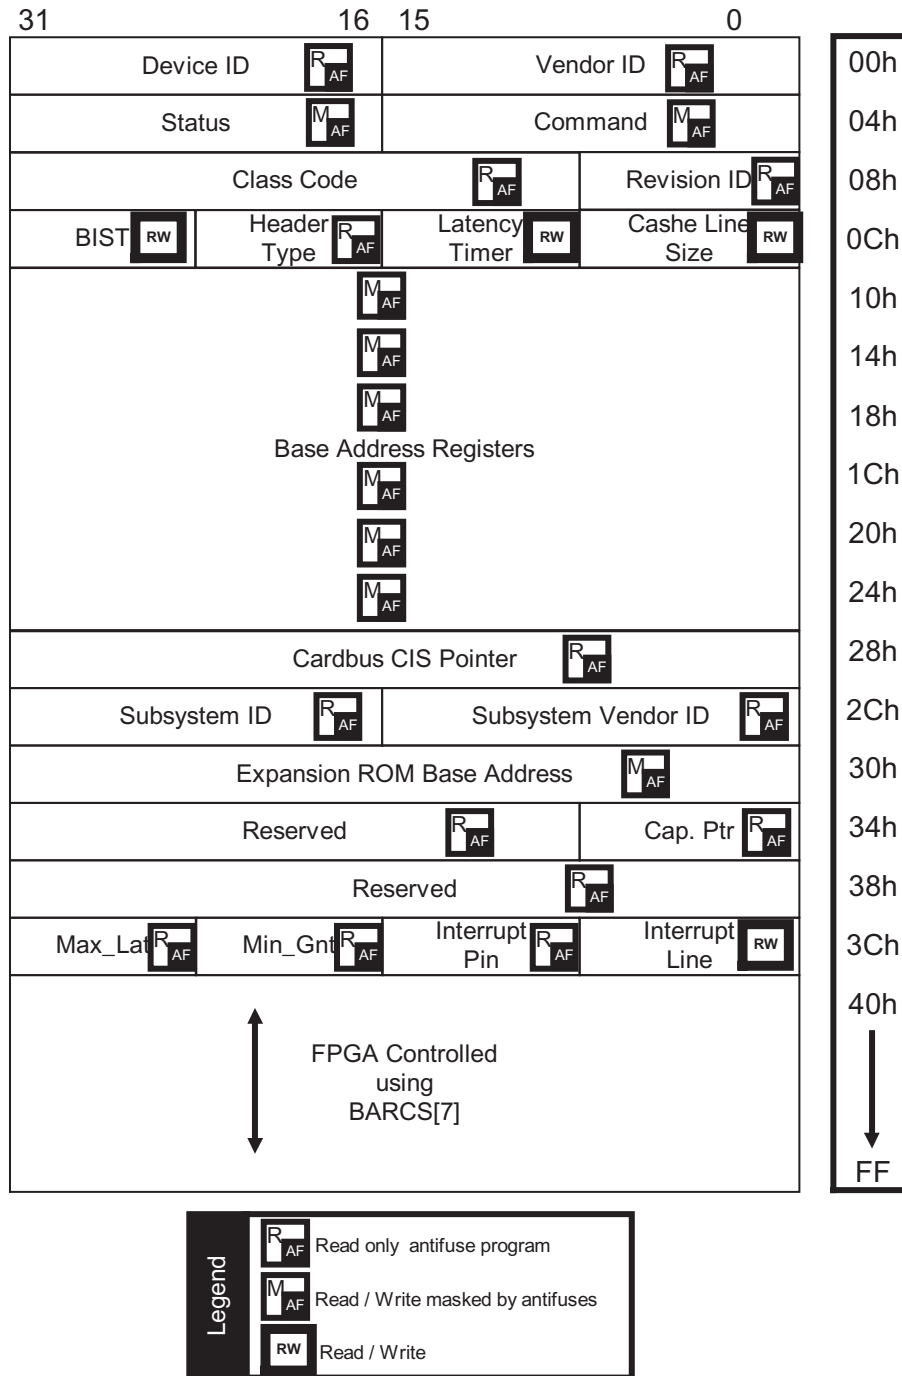 31 16 15 0
Device ID R AF Vendor ID R AF 00h
Status M AF Command M AF 04h
Class Code R AF Revision ID R AF 08h
BIST RW Header Type R AF Latency Timer RW Cashe Line Size RW 0Ch
M AF 10h
M AF 14h
M AF 18h
Base Address Registers
M AF 1Ch
M AF 20h
M AF 24h
Cardbus CIS Pointer R AF 28h
Subsystem ID R AF Subsystem Vendor ID R AF 2Ch
Expansion ROM Base Address M AF 30h
Reserved R AF Cap. Ptr R AF 34h
Reserved R AF 38h
Max_Lat R AF Min_Gnt R AF Interrupt Pin R AF Interrupt Line RW 3Ch
40h
FPGA Controlled
using
BARCS[7]
FF
Legend
R AF Read only antifuse program
M AF Read / Write masked by antifuses
RW Read / Write